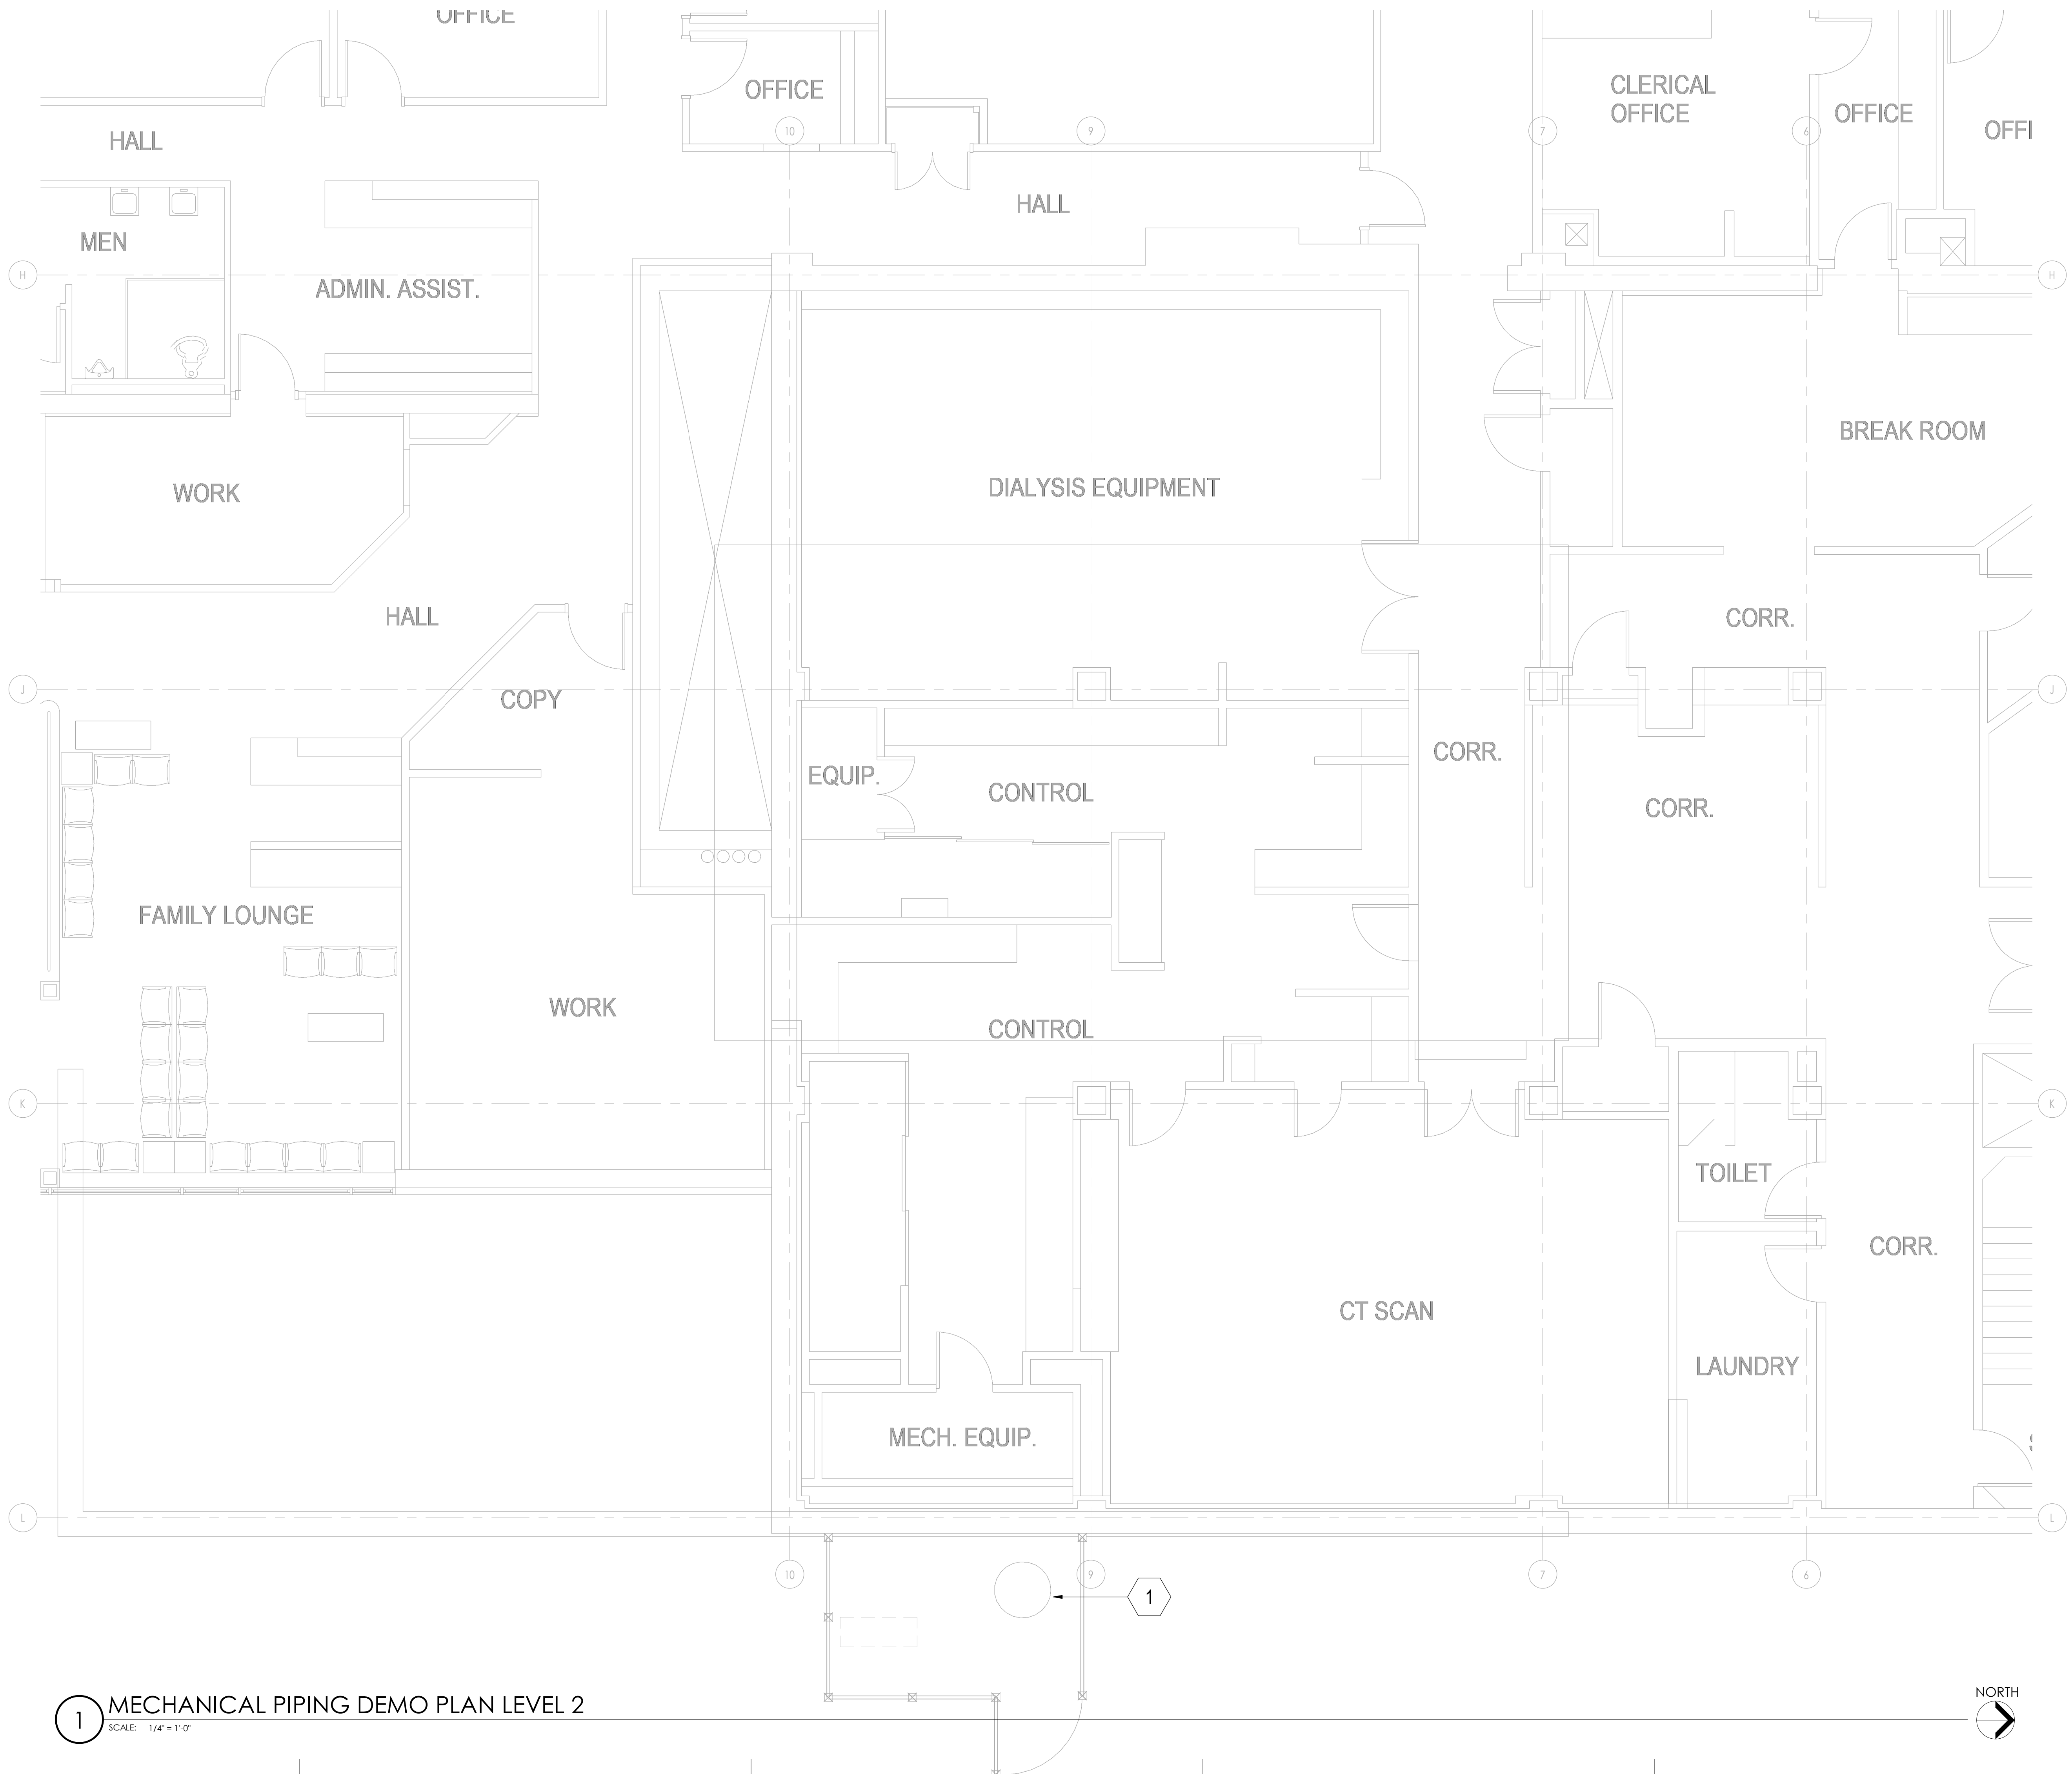 OFFICE
OFFICE
CLERICAL
OFFICE
OFFICE
OFFI
10
9
7
6
HALL
HALL
MEN
H
H
ADMIN. ASSIST.
BREAK ROOM
WORK
DIALYSIS EQUIPMENT
HALL
CORR.
J
COPY
J
CORR.
EQUIP.
CONTROL
CORR.
FAMILY LOUNGE
WORK
CONTROL
K
K
TOILET
CORR.
CT SCAN
LAUNDRY
MECH. EQUIP.
L
L
10
9
7
6
1
1
MECHANICAL PIPING DEMO PLAN LEVEL 2
SCALE: 1/4" = 1'-0"
NORTH